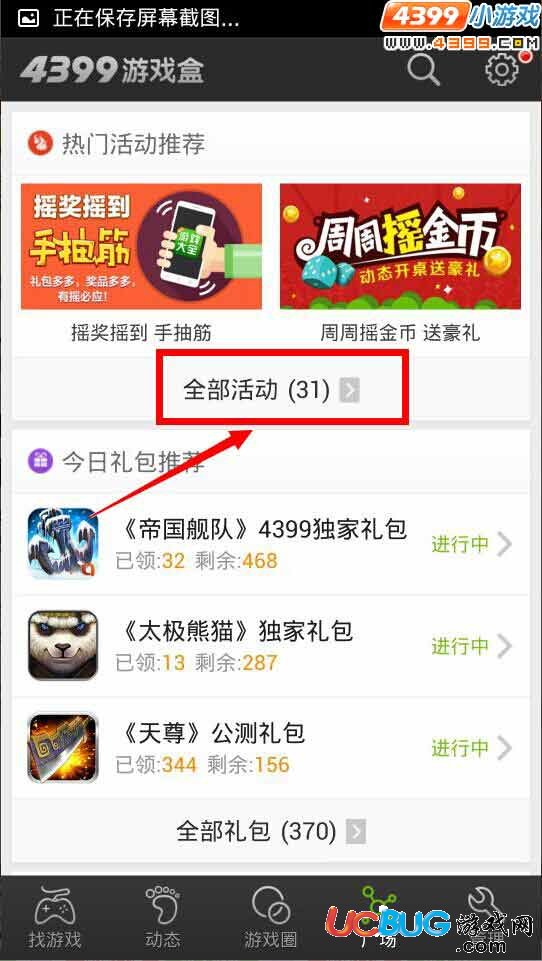 正在保存屏幕截图...
4399小游戏
www.4399.com
4399游戏盒
热门活动推荐
摇奖摇到
手抽筋
礼包多多，奖品多多，
有摇必应！
游戏
大全
周周摇金币
动态开桌送豪礼
摇奖摇到 手抽筋
周周摇金币 送豪礼
全部活动 (31)
今日礼包推荐
《帝国舰队》4399独家礼包
已领:32 剩余:468
进行中
《太极熊猫》独家礼包
已领:13 剩余:287
进行中
《天尊》公测礼包
已领:344 剩余:156
进行中
全部礼包 (370)
找游戏
动态
游戏圈
广场
UCBUG游戏网
.com